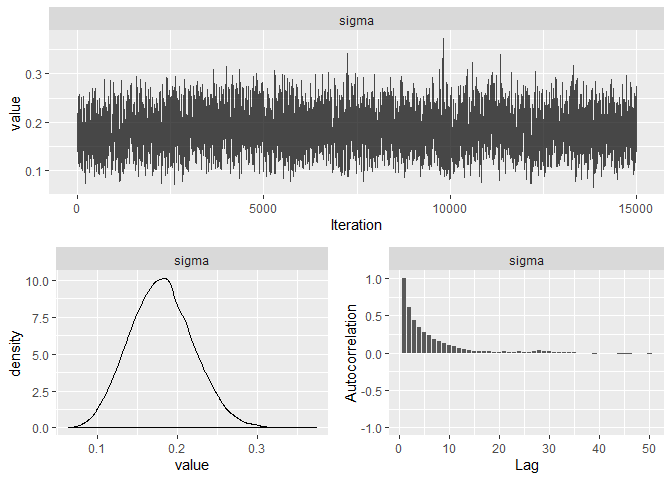 sigma
0.3
0.2
0.1
value
0 5000 10000 15000
Iteration
sigma
10.0
7.5
5.0
2.5
0.0
density
0.1 0.2 0.3
value
sigma
1.0
0.5
0.0
-0.5
-1.0
Autocorrelation
0 10 20 30 40 50
Lag